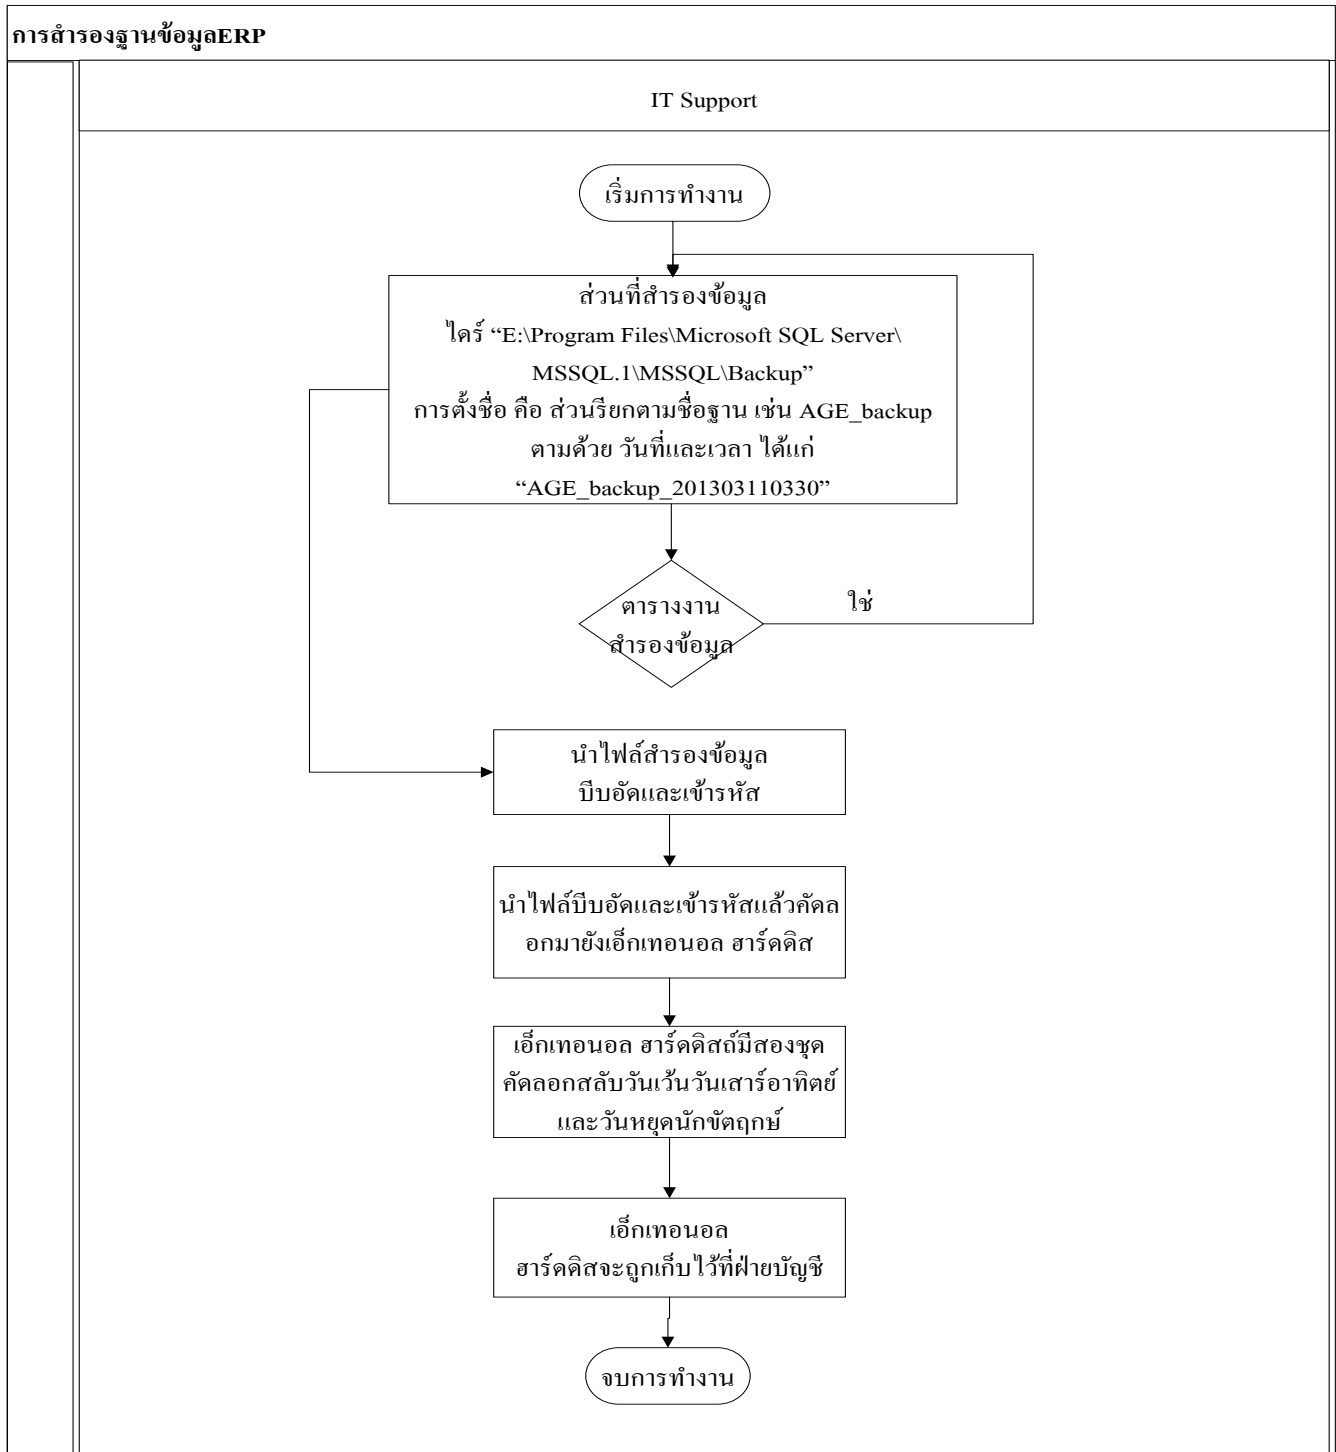 การสำรองฐานข้อมูลERP
IT Support
เริ่มการทำงาน
ส่วนที่สำรองข้อมูล
ไดร์ “E:\Program Files\Microsoft SQL Server\
MSSQL.1\MSSQL\Backup”
การตั้งชื่อ คือ ส่วนรียกตามชื่อฐาน เช่น AGE_backup
ตามด้วย วันที่และเวลา ได้แก่
“AGE_backup_201303110330”
ตารางงาน
สำรองข้อมูล
ใช่
นำไฟล์สำรองข้อมูล
บีบอัดและเข้ารหัส
นำไฟล์บีบอัดและเข้ารหัสแล้วคัดล
อกมายังเอ็กเทอนอล ฮาร์ดดิส
เอ็กเทอนอล ฮาร์ดดิสถ์มีสองชุด
คัดลอกสลับวันเว้นวันเสาร์อาทิตย์
และวันหยุดนักขัตฤกษ์
เอ็กเทอนอล
ฮาร์ดดิสจะถูกเก็บไว้ที่ฝ่ายบัญชี
จบการทำงาน